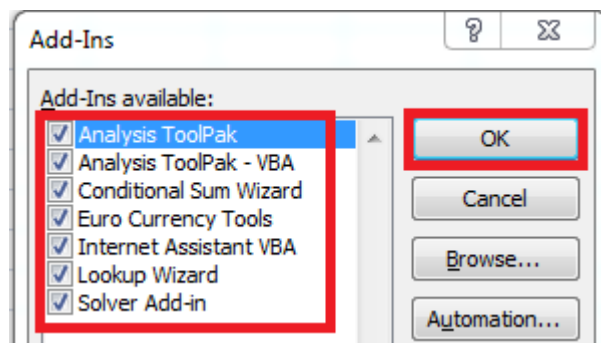 Add-Ins
Add-Ins available:
Analysis ToolPak
Analysis ToolPak - VBA
Conditional Sum Wizard
Euro Currency Tools
Internet Assistant VBA
Lookup Wizard
Solver Add-in
OK
Cancel
Browse...
Automation...